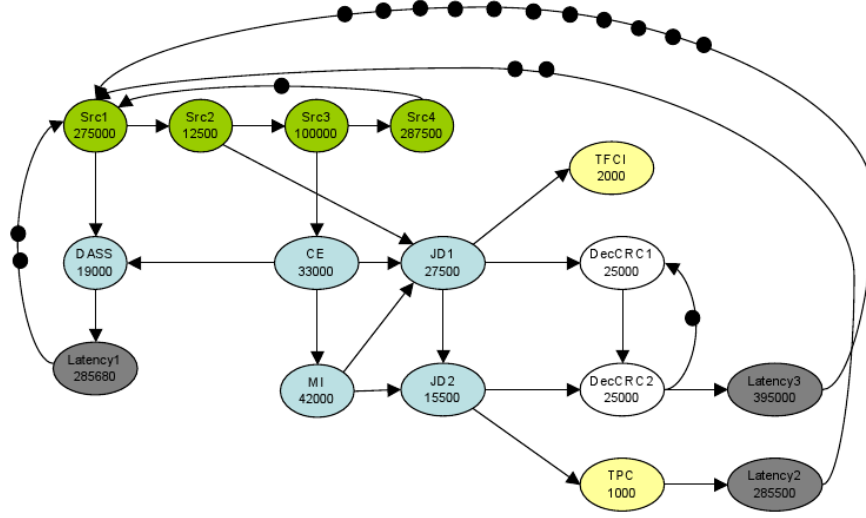 Src1
275000
Src2
12500
Src3
100000
Src4
287500
TFCI
2000
DASS
19000
CE
33000
JD1
27500
DecCRC1
25000
Latency1
285680
MI
42000
JD2
15500
DecCRC2
25000
Latency3
395000
TPC
1000
Latency2
285500